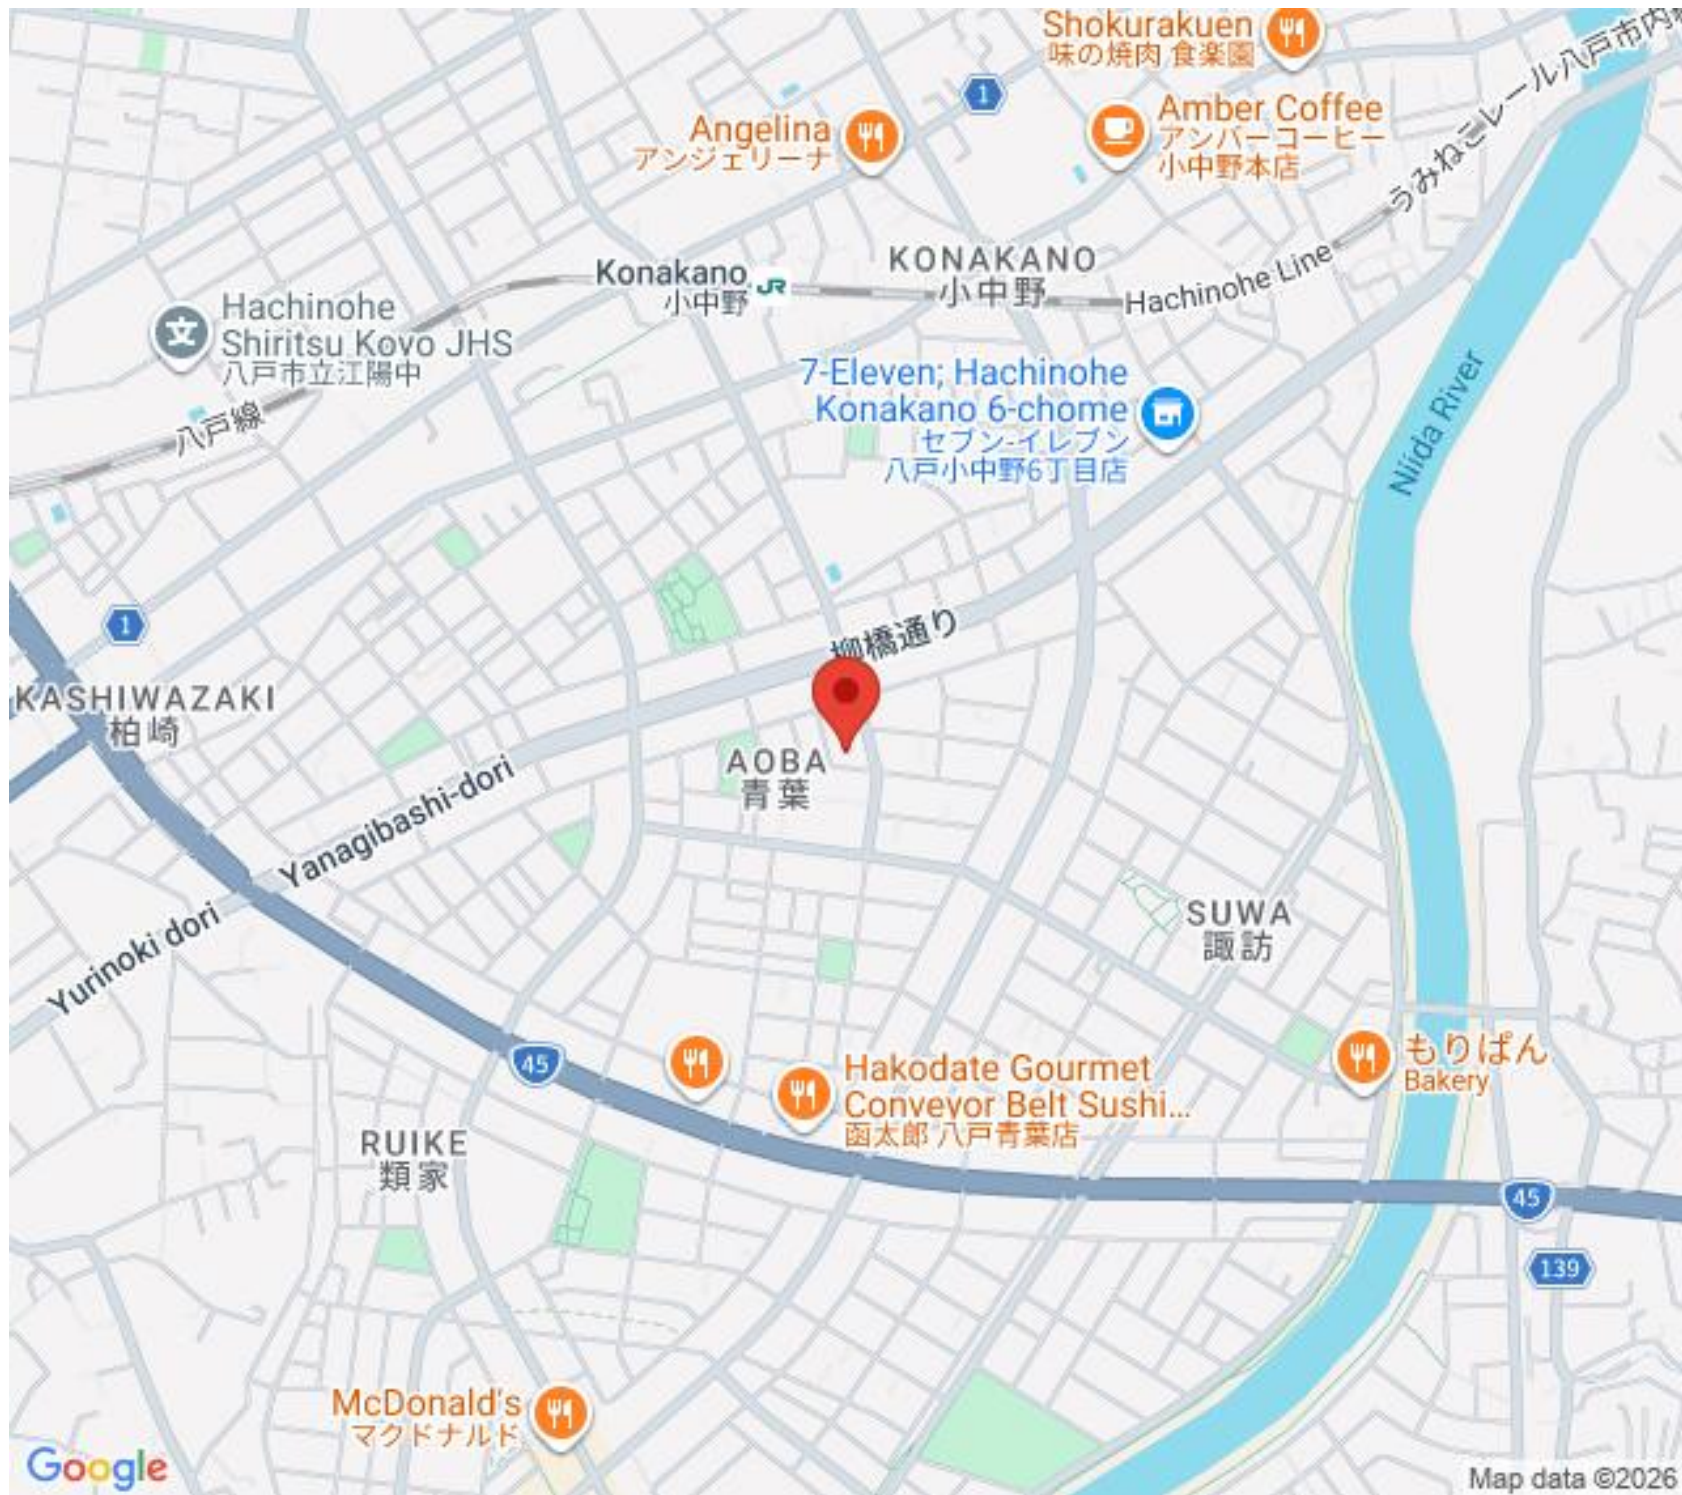 Shokurakuen
味の焼肉 食楽園
1
Angelina
アンジェリーナ
Amber Coffee
アンバーコーヒー
小中野本店
うみねこレール八戸市内
Konakano
小中野
JR
KONAKANO
小中野
Hachinohe Line
Hachinohe
Shiritsu Koyo JHS
八戸市立江陽中
文
八戸線
7-Eleven; Hachinohe
Konakano 6-chome
セブン-イレブン
八戸小中野6丁目店
Niida River
1
柳橋通り
KASHIWAZAKI
柏崎
AOBA
青葉
Yanagibashi-dori
Yurinoki dori
SUWA
諏訪
45
Hakodate Gourmet
Conveyor Belt Sushi...
函太郎 八戸青葉店
もりぱん
Bakery
RUIKE
類家
45
139
McDonald's
マクドナルド
Google
Map data ©2026